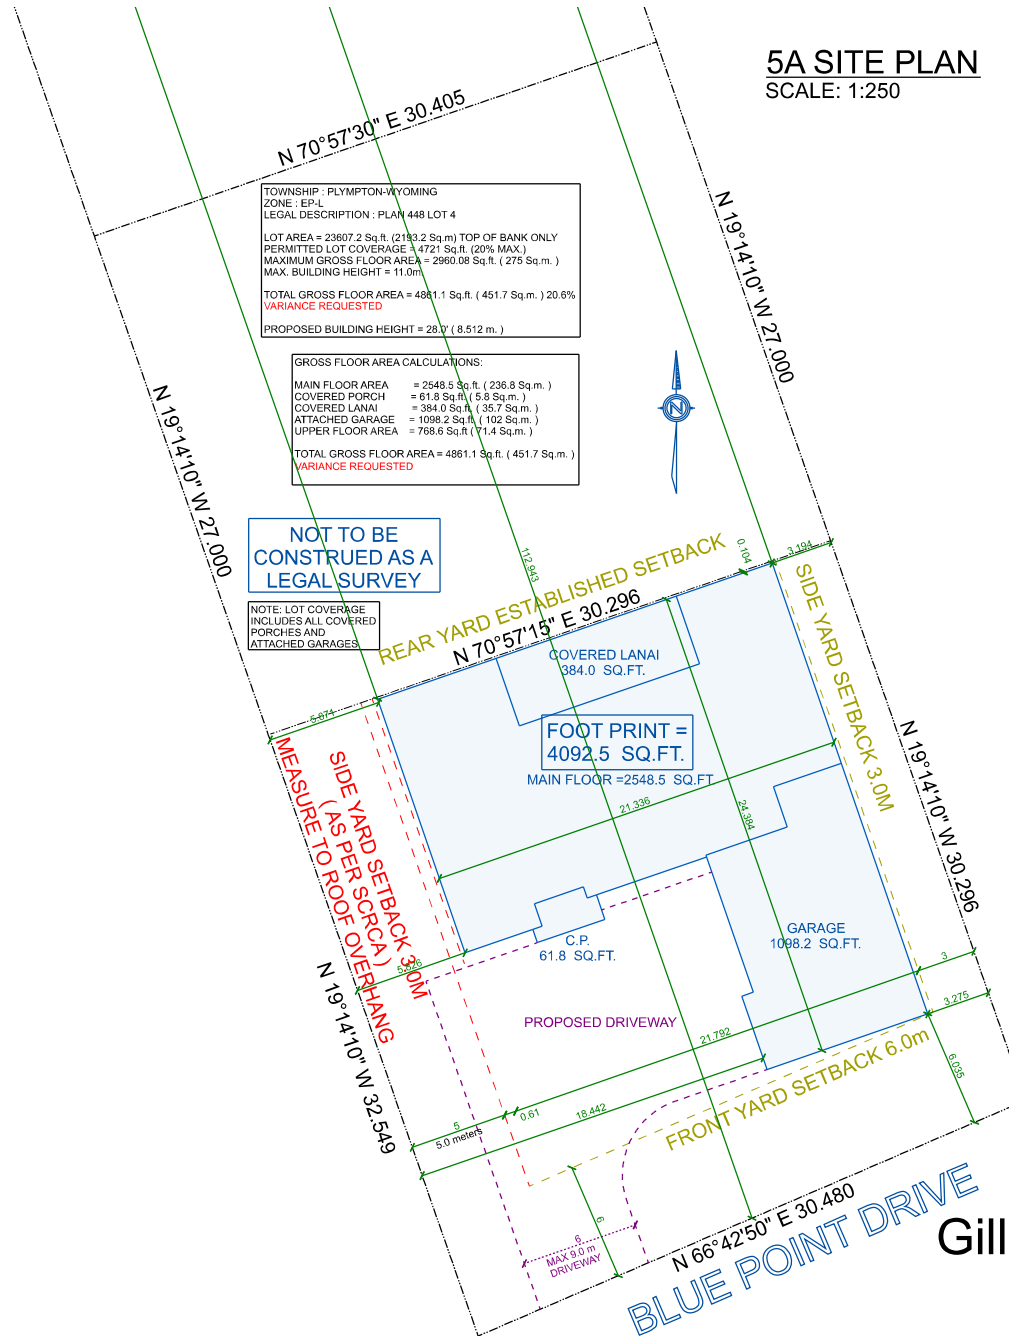 5A SITE PLAN
SCALE: 1:250
N 70°57'30" E 30.405
TOWNSHIP : PLYMPTON-WYOMING
ZONE : EP-L
LEGAL DESCRIPTION : PLAN 448 LOT 4
LOT AREA = 23607.2 Sq.ft. (2193.2 Sq.m) TOP OF BANK ONLY
PERMITTED LOT COVERAGE = 4721 Sq.ft. (20% MAX.)
MAXIMUM GROSS FLOOR AREA = 2960.08 Sq.ft. ( 275 Sq.m. )
MAX. BUILDING HEIGHT = 11.0m
TOTAL GROSS FLOOR AREA = 4861.1 Sq.ft. ( 451.7 Sq.m. ) 20.6%
VARIANCE REQUESTED
PROPOSED BUILDING HEIGHT = 28.0' ( 8.512 m. )
GROSS FLOOR AREA CALCULATIONS:
MAIN FLOOR AREA = 2548.5 Sq.ft. ( 236.8 Sq.m. )
COVERED PORCH = 61.8 Sq.ft. ( 5.8 Sq.m. )
COVERED LANAI = 384.0 Sq.ft. ( 35.7 Sq.m. )
ATTACHED GARAGE = 1098.2 Sq.ft. ( 102 Sq.m. )
UPPER FLOOR AREA = 768.6 Sq.ft ( 71.4 Sq.m. )
TOTAL GROSS FLOOR AREA = 4861.1 Sq.ft. ( 451.7 Sq.m. )
VARIANCE REQUESTED
N 19°14'10" W 27.000
N 19°14'10" W 27.000
N
NOT TO BE
CONSTRUED AS A
LEGAL SURVEY
NOTE: LOT COVERAGE
INCLUDES ALL COVERED
PORCHES AND
ATTACHED GARAGES
112.943
0.104
3.194
REAR YARD ESTABLISHED SETBACK
N 70°57'15" E 30.296
COVERED LANAI
384.0 SQ.FT.
SIDE YARD SETBACK 3.0M
5.871
FOOT PRINT =
4092.5 SQ.FT.
MAIN FLOOR =2548.5 SQ.FT
21.336
24.384
N 19°14'10" W 30.296
SIDE YARD SETBACK 3.0M
( AS PER SCRCA )
MEASURE TO ROOF OVERHANG
GARAGE
1098.2 SQ.FT.
C.P.
61.8 SQ.FT.
5.826
3
3.275
N 19°14'10" W 32.549
PROPOSED DRIVEWAY
21.792
6.035
FRONT YARD SETBACK 6.0m
5
0.61
18.442
5.0 meters
6
6
MAX 9.0 m
DRIVEWAY
N 66°42'50" E 30.480
BLUE POINT DRIVE
Gill